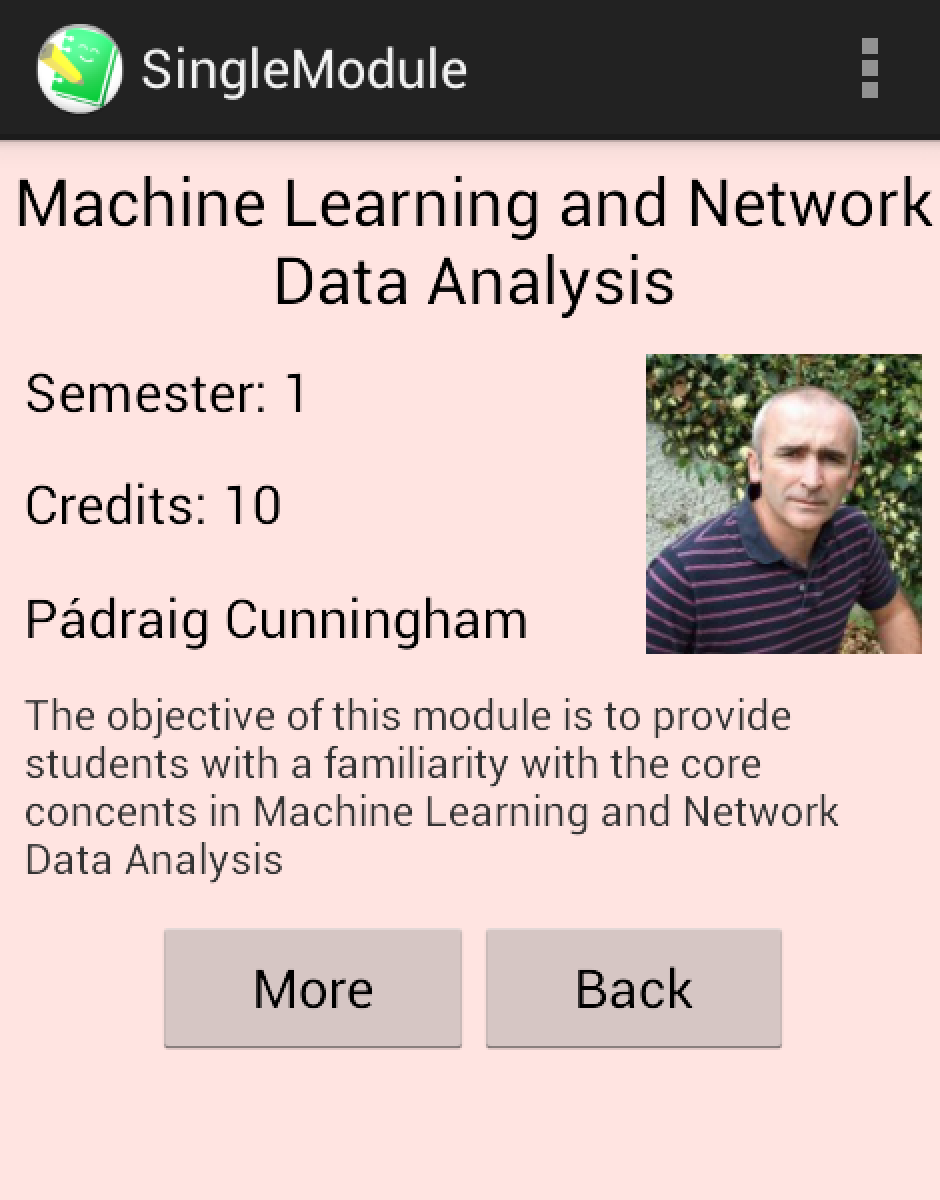 SingleModule
Machine Learning and Network
Data Analysis
Semester: 1
Credits: 10
Pádraig Cunningham
The objective of this module is to provide
students with a familiarity with the core
concents in Machine Learning and Network
Data Analysis
More
Back